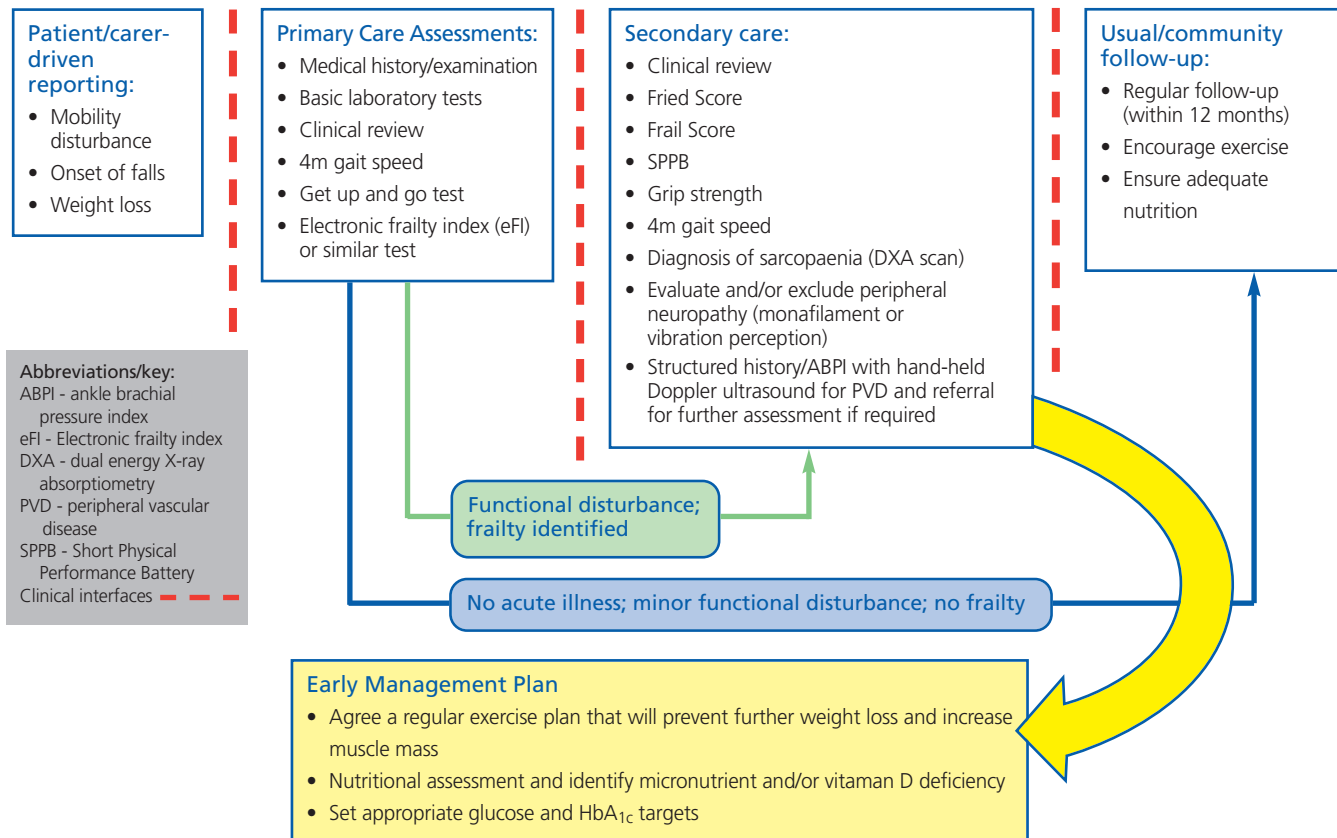 Patient/carer-
driven
reporting:
• Mobility
disturbance
• Onset of falls
• Weight loss
Primary Care Assessments:
• Medical history/examination
• Basic laboratory tests
• Clinical review
• 4m gait speed
• Get up and go test
• Electronic frailty index (eFI)
or similar test
Secondary care:
• Clinical review
• Fried Score
• Frail Score
• SPPB
• Grip strength
• 4m gait speed
• Diagnosis of sarcopaenia (DXA scan)
• Evaluate and/or exclude peripheral
neuropathy (monafilament or
vibration perception)
• Structured history/ABPI with hand-held
Doppler ultrasound for PVD and referral
for further assessment if required
Usual/community
follow-up:
• Regular follow-up
(within 12 months)
• Encourage exercise
• Ensure adequate
nutrition
Abbreviations/key:
ABPI - ankle brachial
pressure index
eFI - Electronic frailty index
DXA - dual energy X-ray
absorptiometry
PVD - peripheral vascular
disease
SPPB - Short Physical
Performance Battery
Clinical interfaces
Functional disturbance;
frailty identified
No acute illness; minor functional disturbance; no frailty
Early Management Plan
• Agree a regular exercise plan that will prevent further weight loss and increase
muscle mass
• Nutritional assessment and identify micronutrient and/or vitaman D deficiency
• Set appropriate glucose and HbA1c targets